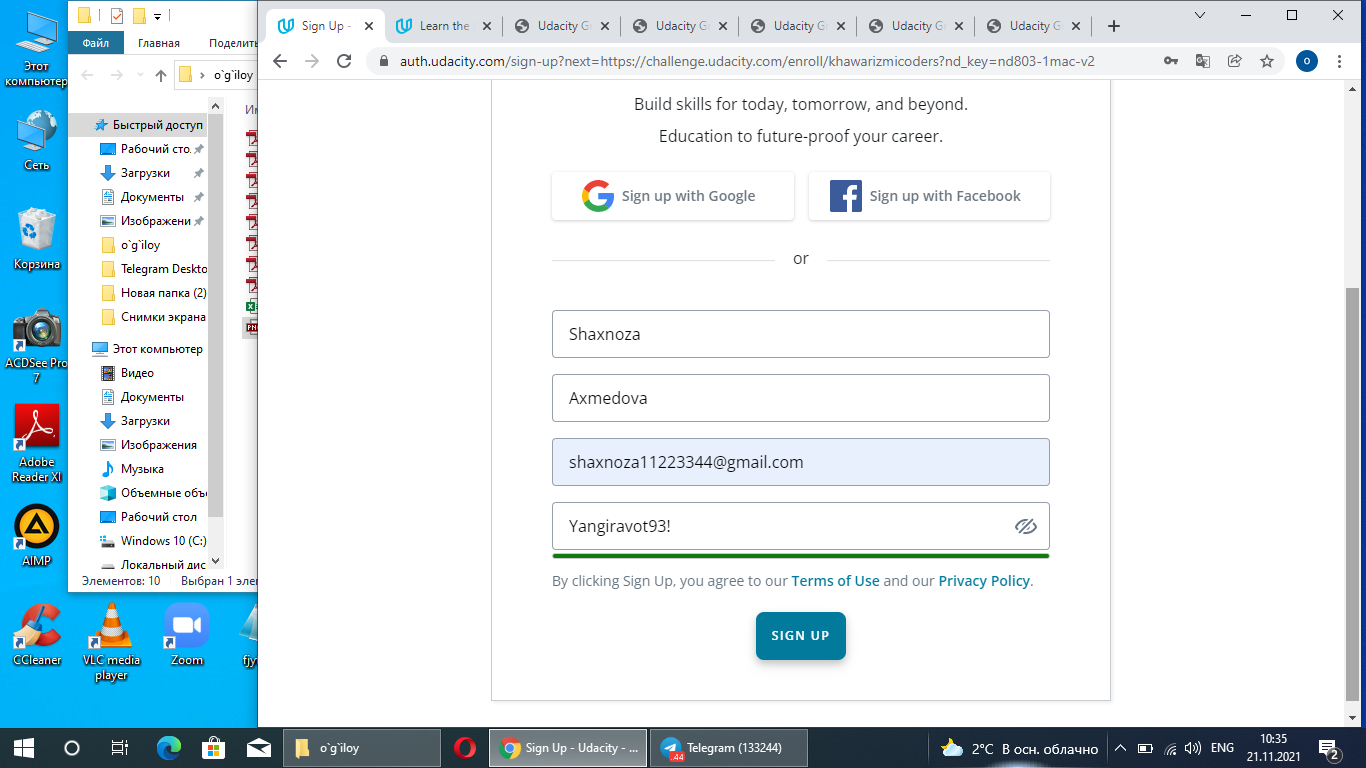 Этот компьютер
Сеть
Корзина
ACDSee Pro 7
Adobe Reader XI
AIMP
CCleaner
VLC media player
Zoom
Файл
Главная
Поделить
o`g`iloy
Быстрый доступ
Рабочий сто.
Загрузки
Документы
Изображени
o`g`iloy
Telegram Deskto
Новая папка (2)
Снимки экрана
Этот компьютер
Видео
Документы
Загрузки
Изображения
Музыка
Объемные объ
Рабочий стол
Windows 10 (C:)
Локальный дис
Элементов: 10 Выбран 1 элем
Sign Up -
Learn the
Udacity G
Udacity G
Udacity G
Udacity G
Udacity G
auth.udacity.com/sign-up?next=https://challenge.udacity.com/enroll/khawarizmicoders?nd_key=nd803-1mac-v2
o
Build skills for today, tomorrow, and beyond.
Education to future-proof your career.
Sign up with Google
Sign up with Facebook
or
Shaxnoza
Axmedova
shaxnoza11223344@gmail.com
Yangiravot93!
By clicking Sign Up, you agree to our Terms of Use and our Privacy Policy.
SIGN UP
o`g`iloy
Sign Up - Udacity - ...
.44
Telegram (133244)
2°C В осн. облачно
ENG
10:35
21.11.2021
2